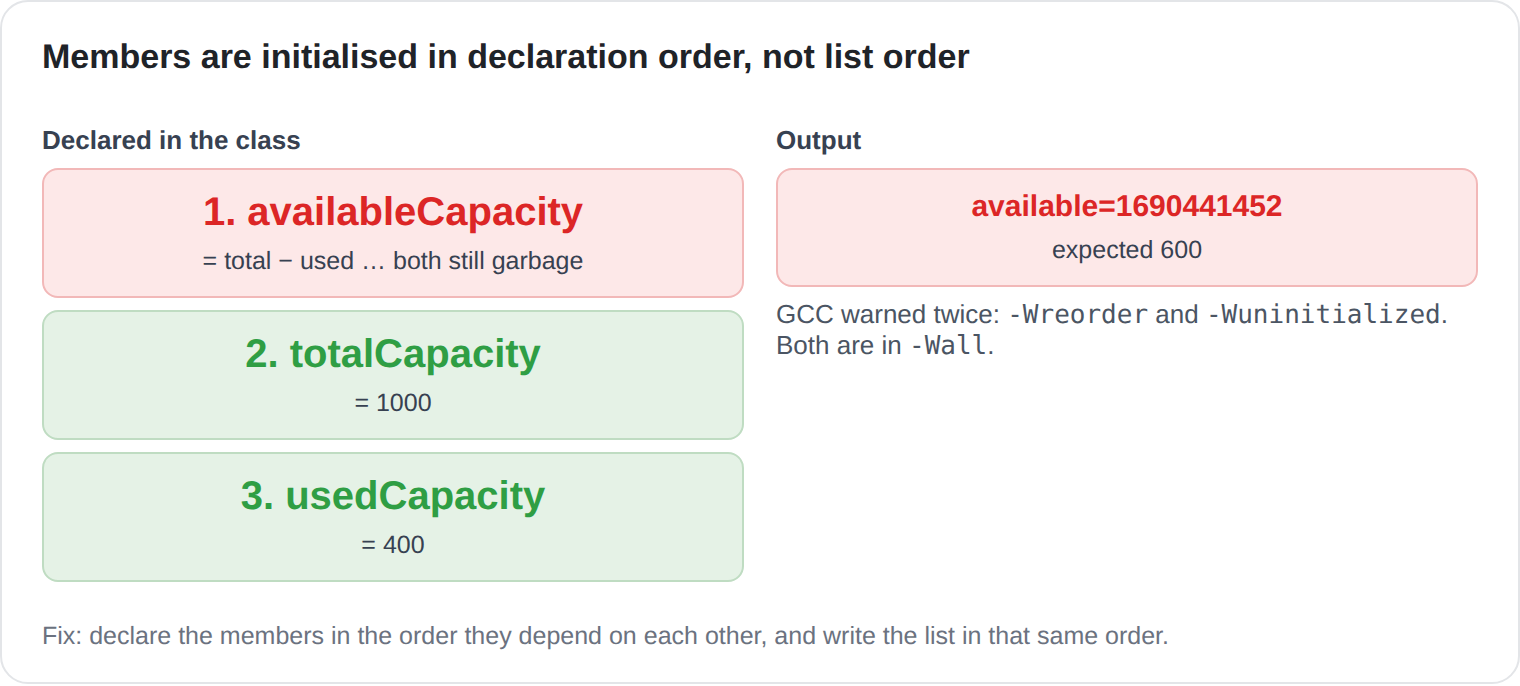 Members are initialised in declaration order, not list order
Declared in the class
1. availableCapacity
= total − used … both still garbage
2. totalCapacity
= 1000
3. usedCapacity
= 400
Output
available=1690441452
expected 600
GCC warned twice: -Wreorder and -Wuninitialized.
Both are in -Wall.
Fix: declare the members in the order they depend on each other, and write the list in that same order.